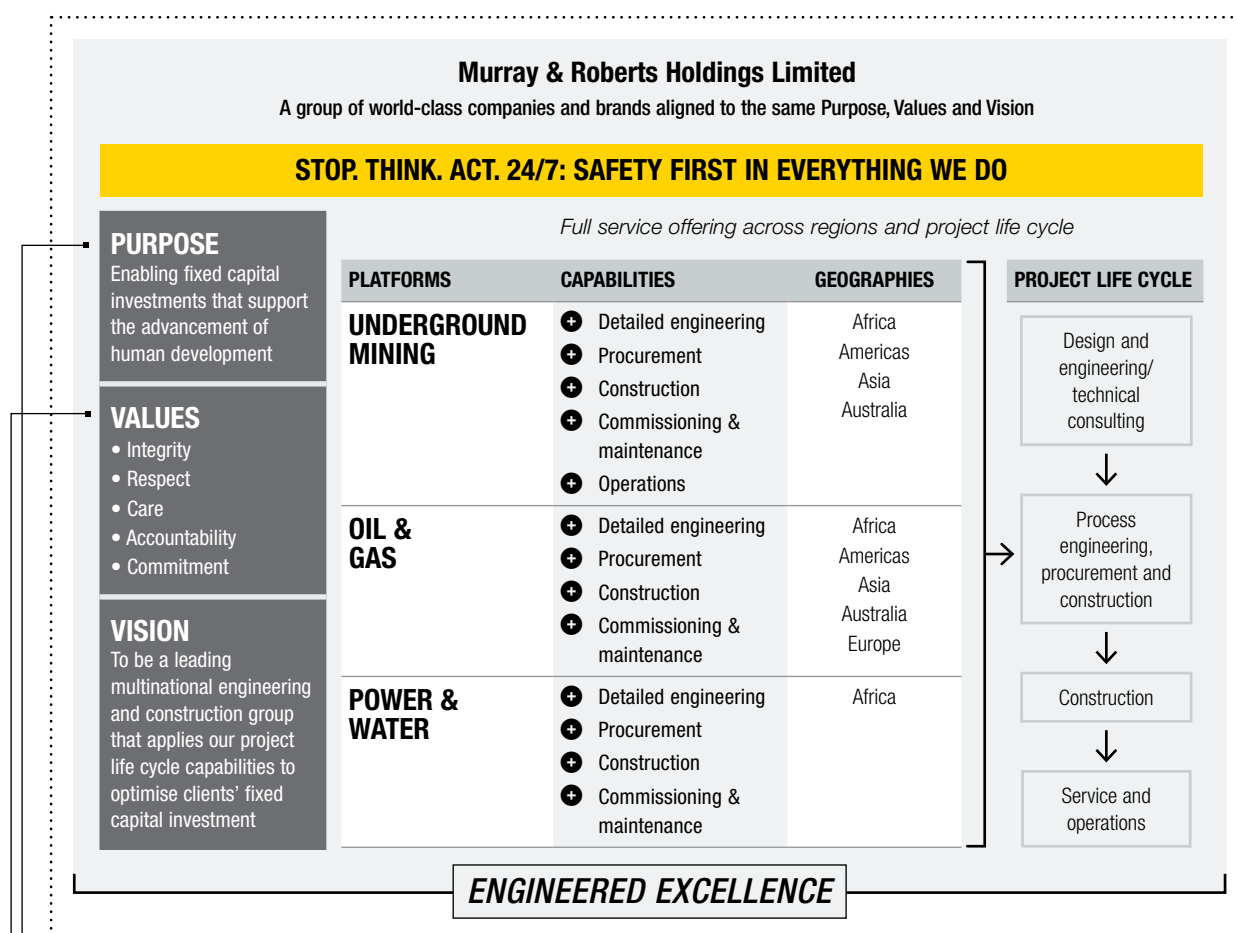 Murray & Roberts Holdings Limited
A group of world-class companies and brands aligned to the same Purpose, Values and Vision
STOP. THINK. ACT. 24/7: SAFETY FIRST IN EVERYTHING WE DO
PURPOSE
Enabling fixed capital
investments that support
the advancement of
human development
VALUES
• Integrity
• Respect
• Care
• Accountability
• Commitment
VISION
To be a leading
multinational engineering
and construction group
that applies our project
life cycle capabilities to
optimise clients' fixed
capital investment
Full service offering across regions and project life cycle
PLATFORMS
CAPABILITIES
GEOGRAPHIES
UNDERGROUND
MINING
Detailed engineering
Procurement
Construction
Commissioning &
maintenance
Operations
Africa
Americas
Asia
Australia
OIL &
GAS
Detailed engineering
Procurement
Construction
Commissioning &
maintenance
Africa
Americas
Asia
Australia
Europe
POWER &
WATER
Detailed engineering
Procurement
Construction
Commissioning &
maintenance
Africa
PROJECT LIFE CYCLE
Design and
engineering/
technical
consulting
Process
engineering,
procurement and
construction
Construction
Service and
operations
ENGINEERED EXCELLENCE